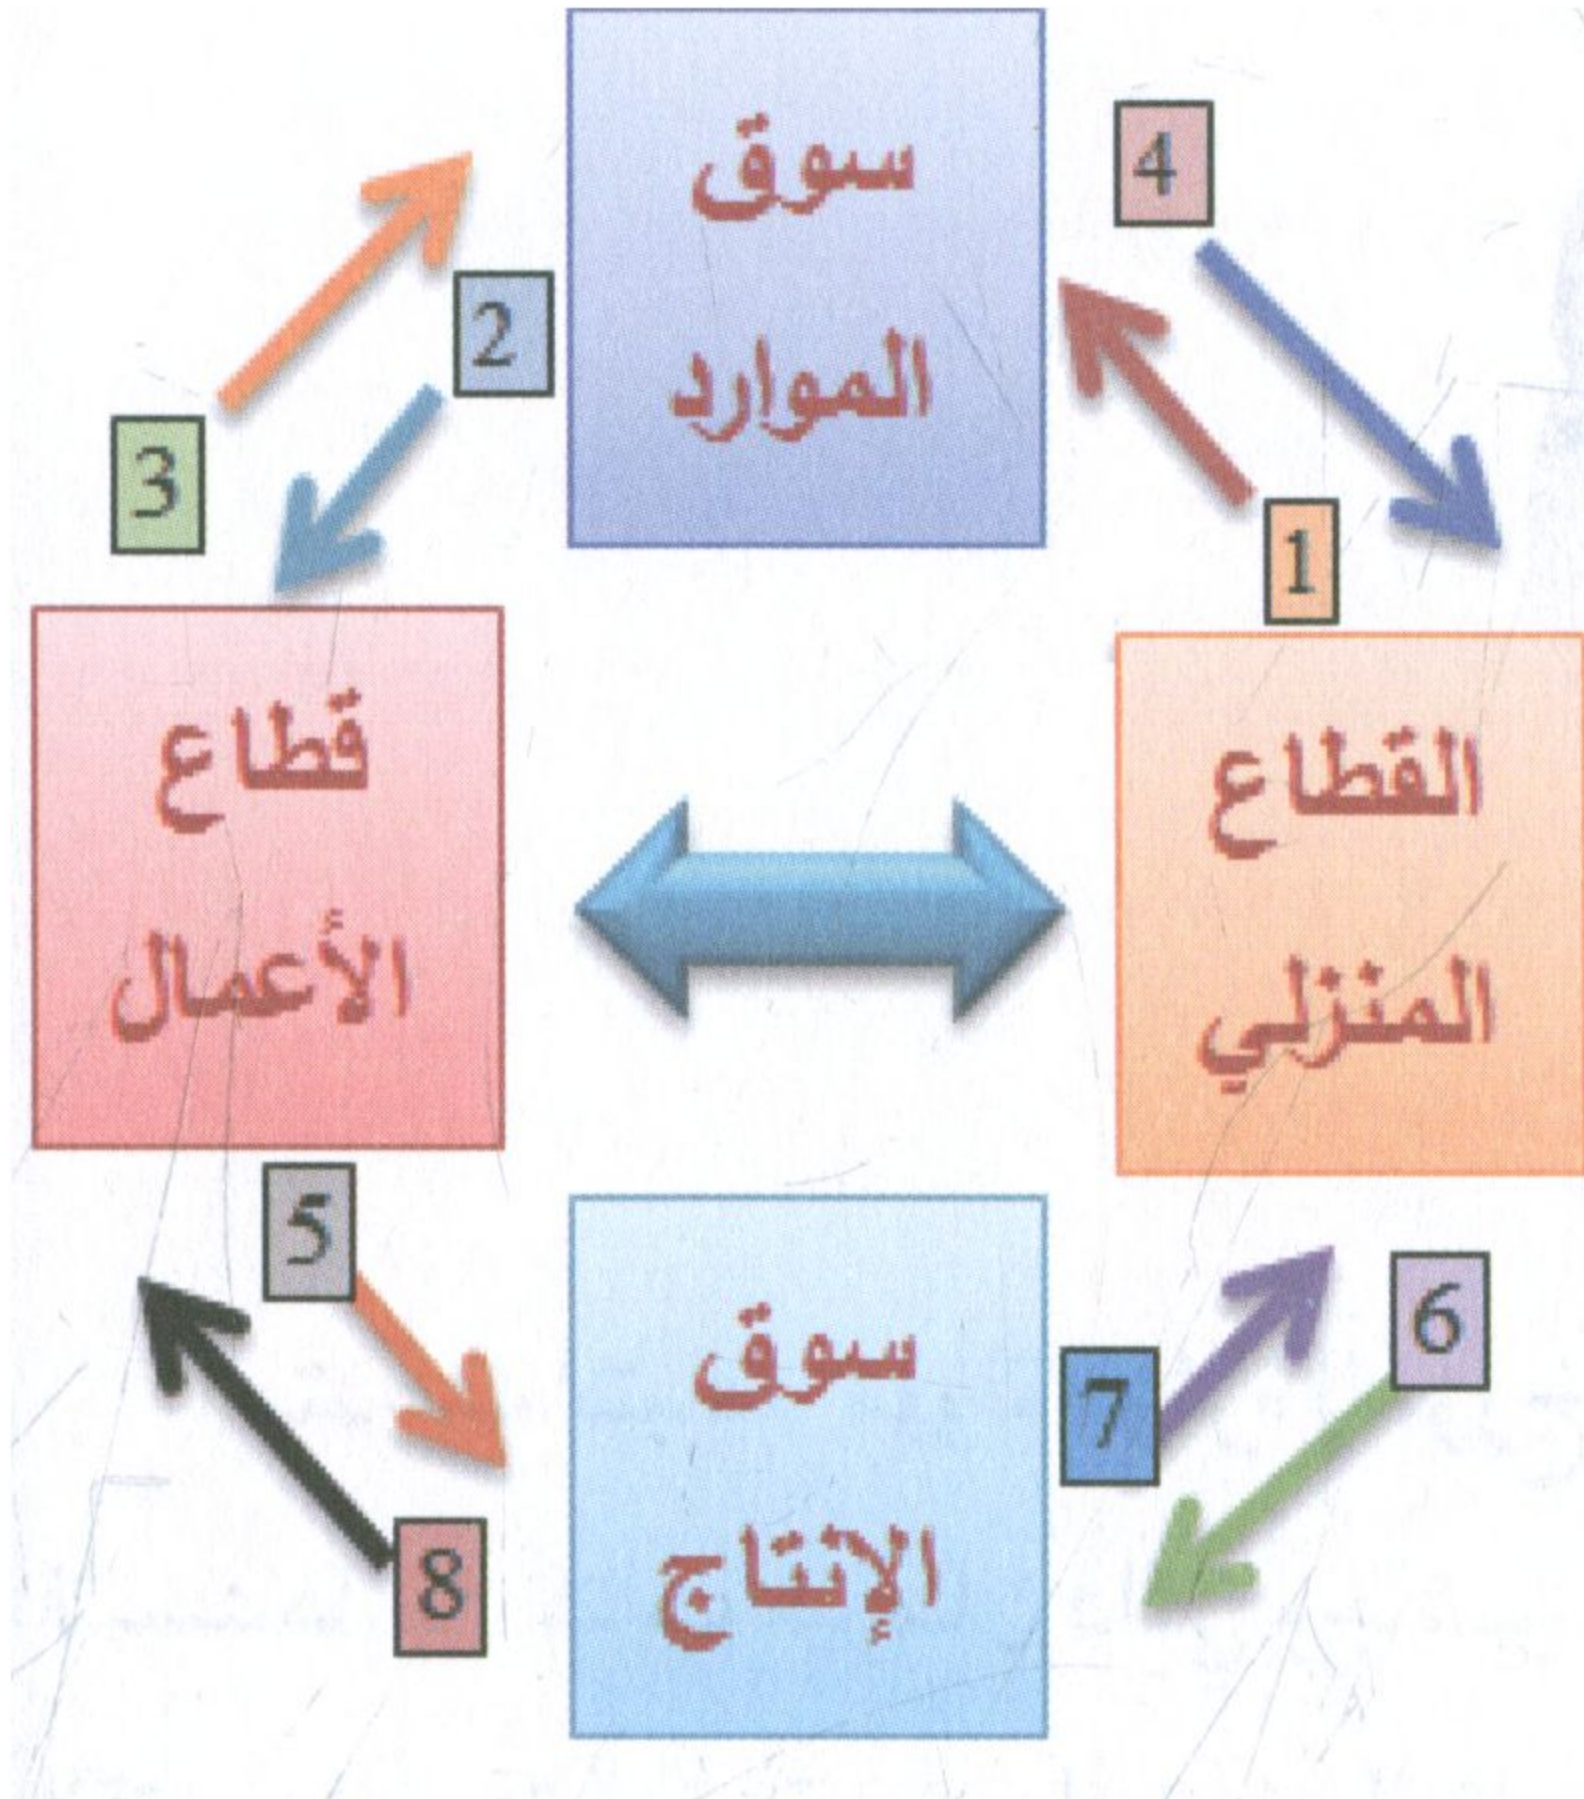 سوق
الموارد
4
2
3
1
قطاع
الأعمال
القطاع
المنزلي
5
سوق
الإنتاج
6
7
8